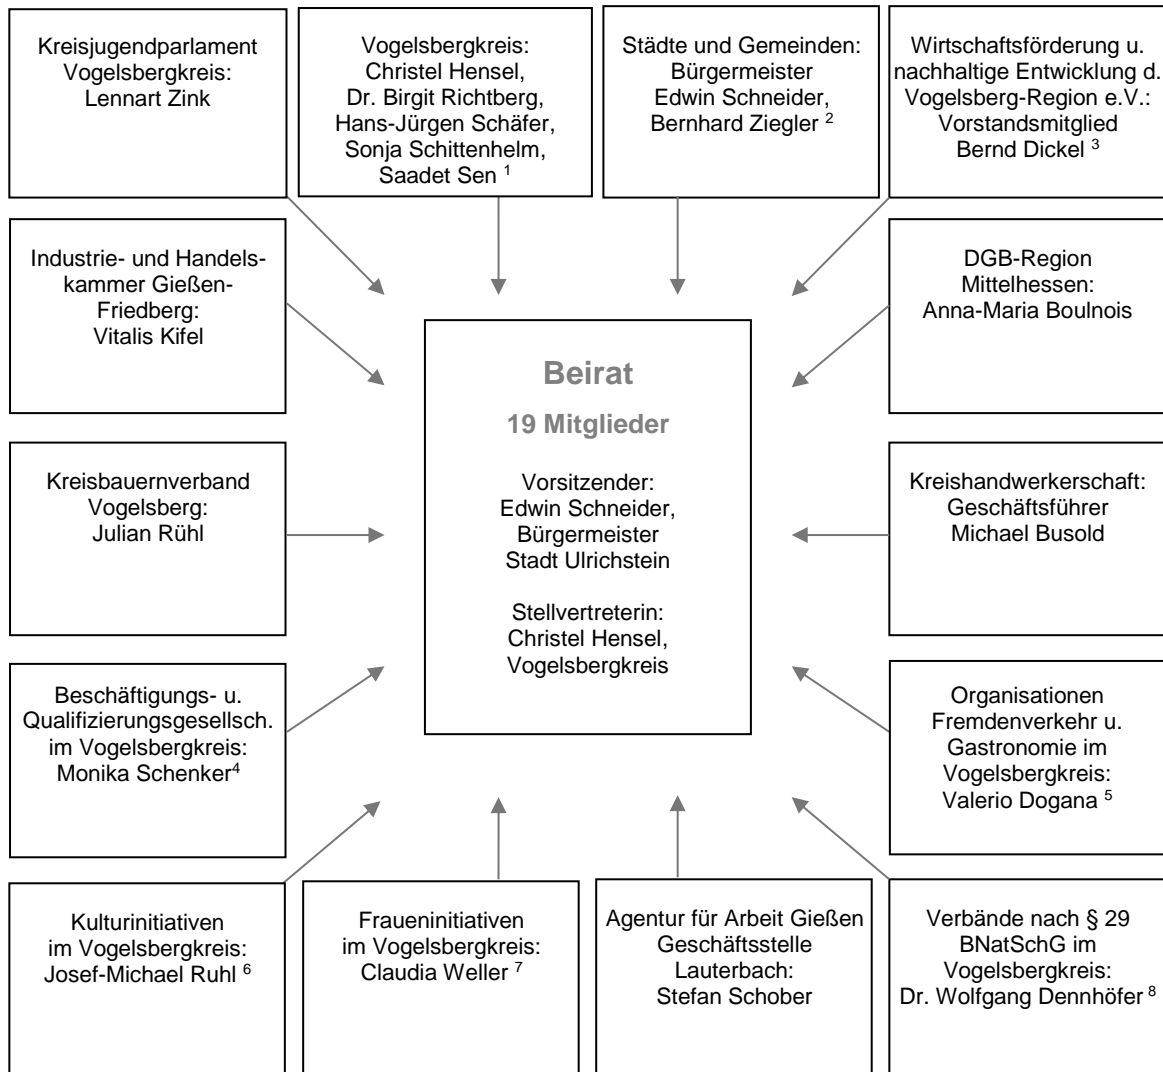 Kreisjugendparlament
Vogelsbergkreis:
Lennart Zink
Vogelsbergkreis:
Christel Hensel,
Dr. Birgit Richtberg,
Hans-Jürgen Schäfer,
Sonja Schittenhelm,
Saadet Sen 1
Städte und Gemeinden:
Bürgermeister
Edwin Schneider,
Bernhard Ziegler 2
Wirtschaftsförderung u.
nachhaltige Entwicklung d.
Vogelsberg-Region e.V.:
Vorstandsmitglied
Bernd Dickel 3
Industrie- und Handels-
kammer Gießen-
Friedberg:
Vitalis Kifel
DGB-Region
Mittelhessen:
Anna-Maria Boulnois
Beirat
19 Mitglieder
Vorsitzender:
Edwin Schneider,
Bürgermeister
Stadt Ulrichstein
Stellvertreterin:
Christel Hensel,
Vogelsbergkreis
Kreisbauernverband
Vogelsberg:
Julian Rühl
Kreishandwerkerschaft:
Geschäftsführer
Michael Busold
Beschäftigungs- u.
Qualifizierungsgesellsch.
im Vogelsbergkreis:
Monika Schenker4
Organisationen
Fremdenverkehr u.
Gastronomie im
Vogelsbergkreis:
Valerio Dogana 5
Kulturinitiativen
im Vogelsbergkreis:
Josef-Michael Ruhl 6
Fraueninitiativen
im Vogelsbergkreis:
Claudia Weller 7
Agentur für Arbeit Gießen
Geschäftsstelle
Lauterbach:
Stefan Schober
Verbände nach § 29
BNatSchG im
Vogelsbergkreis:
Dr. Wolfgang Dennhöfer 8